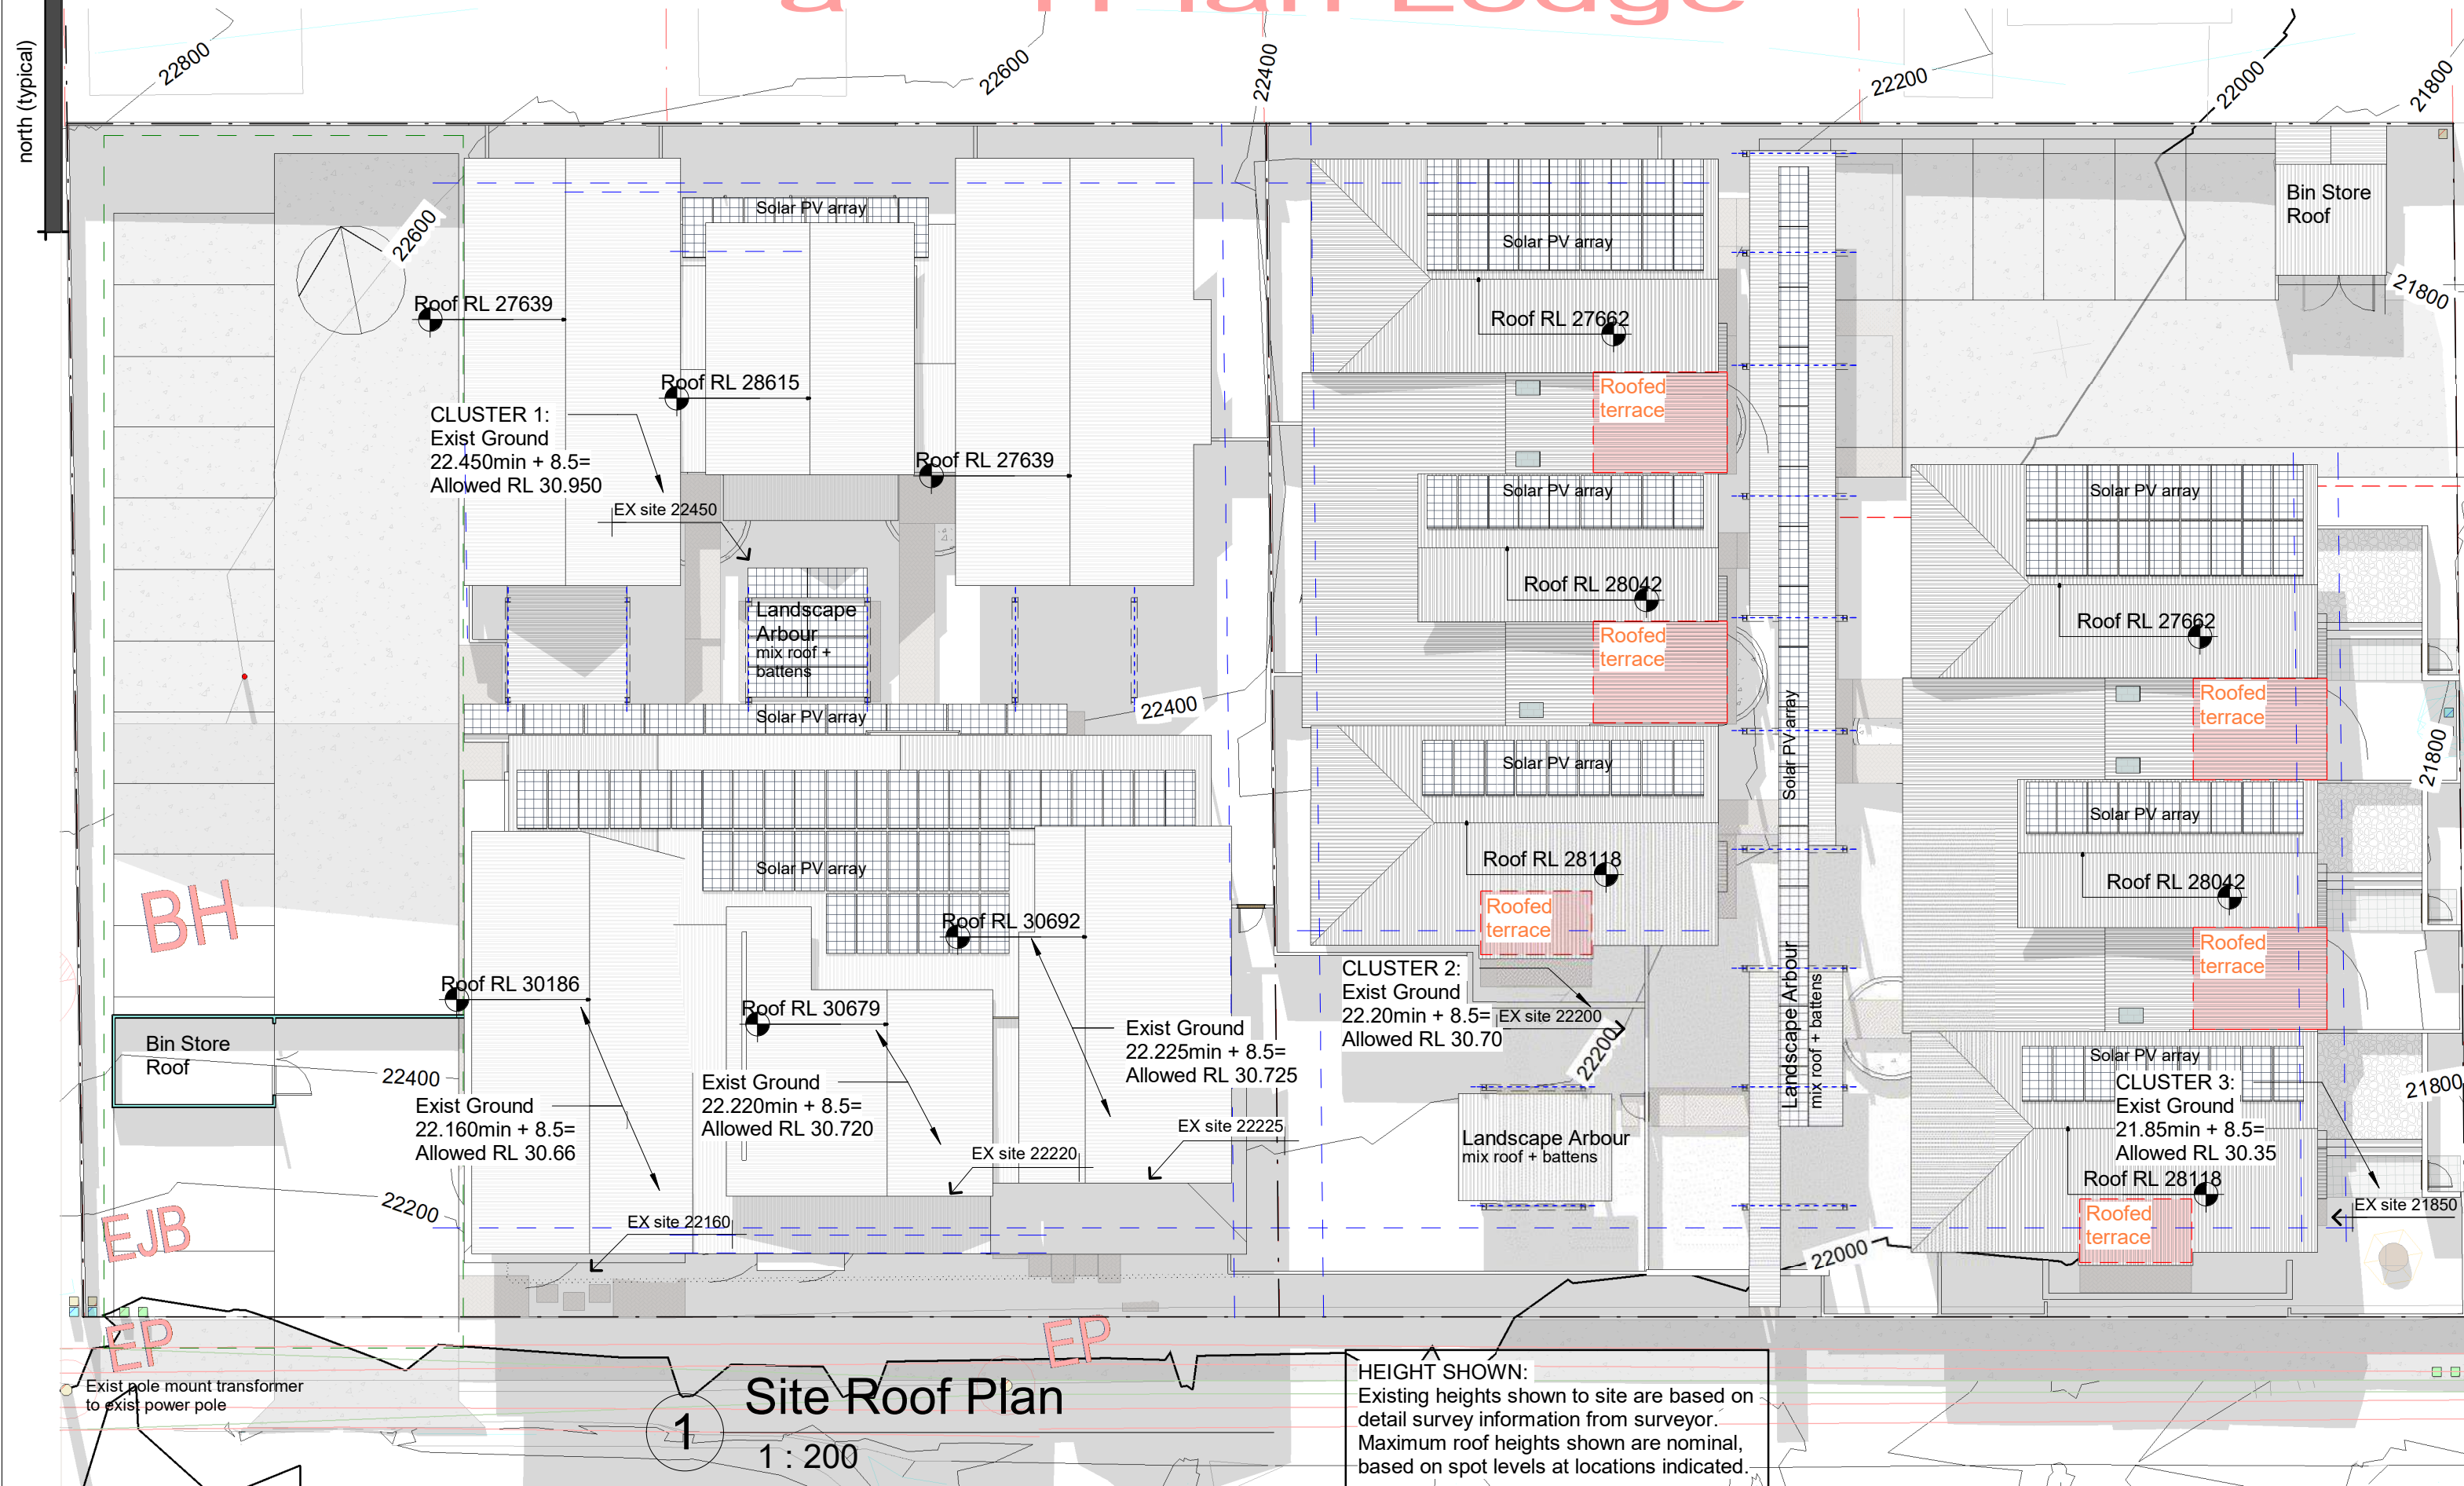 north (typical)
22800
22600
22400
22200
22000
21800
Bin Store
Roof
21800
22600
Solar PV array
Solar PV array
Roof RL 27639
Roof RL 27662
Roof RL 28615
CLUSTER 1:
Exist Ground
22.450min + 8.5=
Allowed RL 30.950
Roofed
terrace
Roof RL 27639
EX site 22450
Solar PV array
Solar PV array
Roof RL 28042
Landscape
Arbour
mix roof +
battens
Roofed
terrace
Roof RL 27662
Solar PV array
22400
Solar PV array
Roofed
terrace
21800
Solar PV array
Solar PV array
Solar PV array
Roof RL 28118
Roof RL 28042
BH
Roof RL 30692
Roofed
terrace
Roofed
terrace
Roof RL 30186
Roof RL 30679
CLUSTER 2:
Exist Ground
22.20min + 8.5=
Allowed RL 30.70
EX site 22200
22200
Landscape Arbour
mix roof + battens
Bin Store
Roof
22400
Exist Ground
22.160min + 8.5=
Allowed RL 30.66
Exist Ground
22.220min + 8.5=
Allowed RL 30.720
Exist Ground
22.225min + 8.5=
Allowed RL 30.725
EX site 22225
EX site 22220
Landscape Arbour
mix roof + battens
Solar PV array
CLUSTER 3:
Exist Ground
21.85min + 8.5=
Allowed RL 30.35
21800
Roof RL 28118
EX site 21850
Roofed
terrace
22200
EX site 22160
EJB
22000
EP
EP
Exist pole mount transformer
to exist power pole
1
Site Roof Plan
1 : 200
HEIGHT SHOWN:
Existing heights shown to site are based on
detail survey information from surveyor.
Maximum roof heights shown are nominal,
based on spot levels at locations indicated.